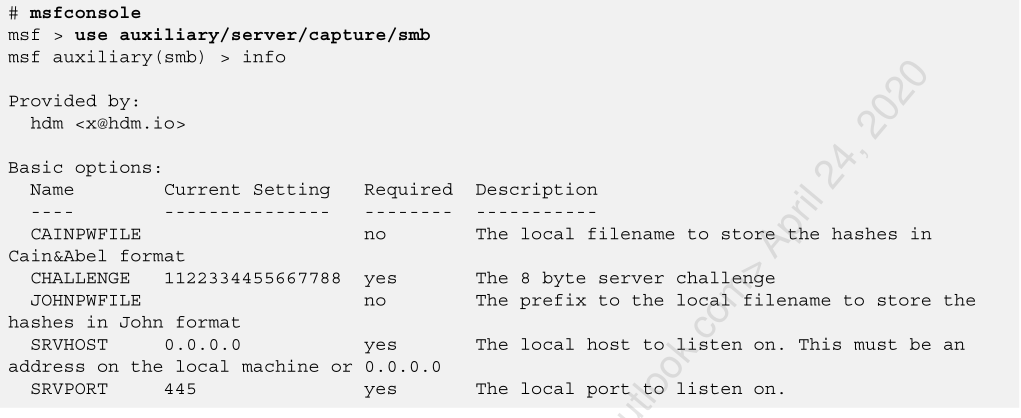 # msfconsole
msf > use auxiliary/server/capture/smb
msf auxiliary(smb) > info
Provided by:
hdm <x@hdm.io>
Basic options:
Name Current Setting Required Description
---- --------------- -------- -----------
CAINPWFILE no The local filename to store the hashes in
Cain&Abel format
CHALLENGE 1122334455667788 yes The 8 byte server challenge
JOHNPWFILE no The prefix to the local filename to store the
hashes in John format
SRVHOST 0.0.0.0 yes The local host to listen on. This must be an
address on the local machine or 0.0.0.0
SRVPORT 445 yes The local port to listen on.
utlook.com> April 24, 2020